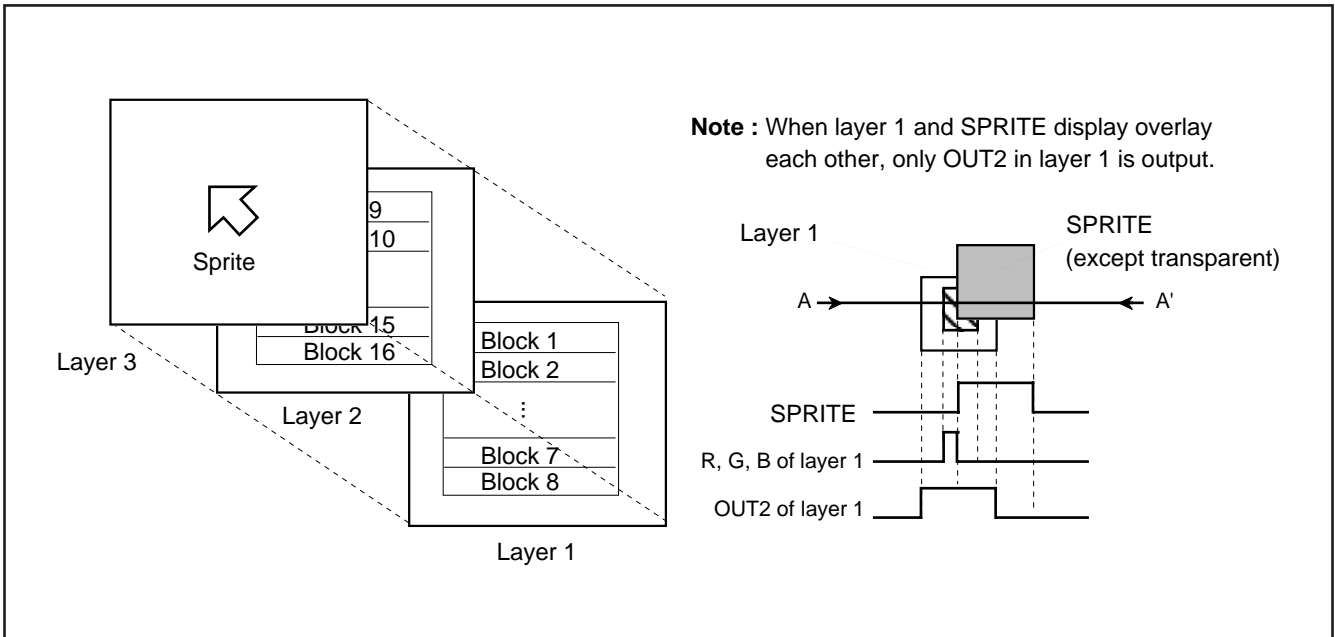 Note : When layer 1 and SPRITE display overlay
each other, only OUT2 in layer 1 is output.
Sprite
9
10
Block 15
Block 16
Layer 3
Layer 2
Block 1
Block 2
⋮
Block 7
Block 8
Layer 1
Layer 1
SPRITE
(except transparent)
A
A'
SPRITE
R, G, B of layer 1
OUT2 of layer 1